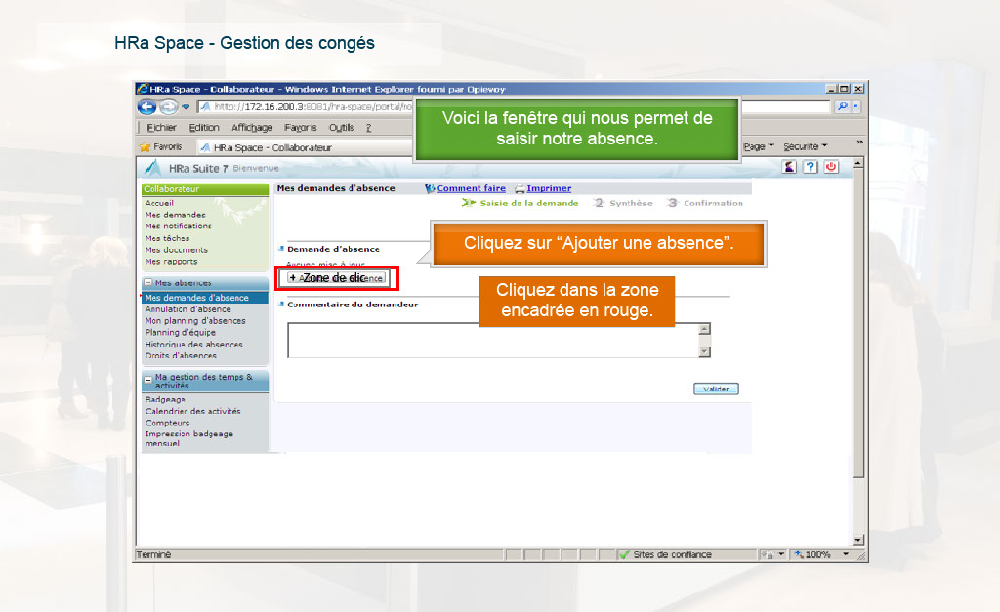 HRa Space - Gestion des congés
HRa Space - Collaborateur - Windows Internet Explorer fourni par Opievoy
http://172.16.200.3:8081/hra-space/portal/ro
Voici la fenêtre qui nous permet de
saisir notre absence.
Fichier Edition Affichage Favoris Outils ?
Favoris HRa Space - Collaborateur Page Sécurité »
HRa Suite 7 Bienvenue ?
Collaborateur
Accueil
Mes demandes
Mes notifications
Mes tâches
Mes documents
Mes rapports
Mes absences
Mes demandes d'absence
Annulation d'absence
Mon planning d'absences
Planning d'équipe
Historique des absences
Droits d'absences
Ma gestion des temps &
activités
Badgeage
Calendrier des activités
Compteurs
Impression badgeage
mensuel
Mes demandes d'absence Comment faire Imprimer
Saisie de la demande 2 Synthèse 3 Confirmation
Demande d'absence
Cliquez sur “Ajouter une absence”.
Aucune mise à jour
Zone de clic
Cliquez dans la zone
encadrée en rouge.
Commentaire du demandeur
Valider
Terminé Sites de confiance 100%